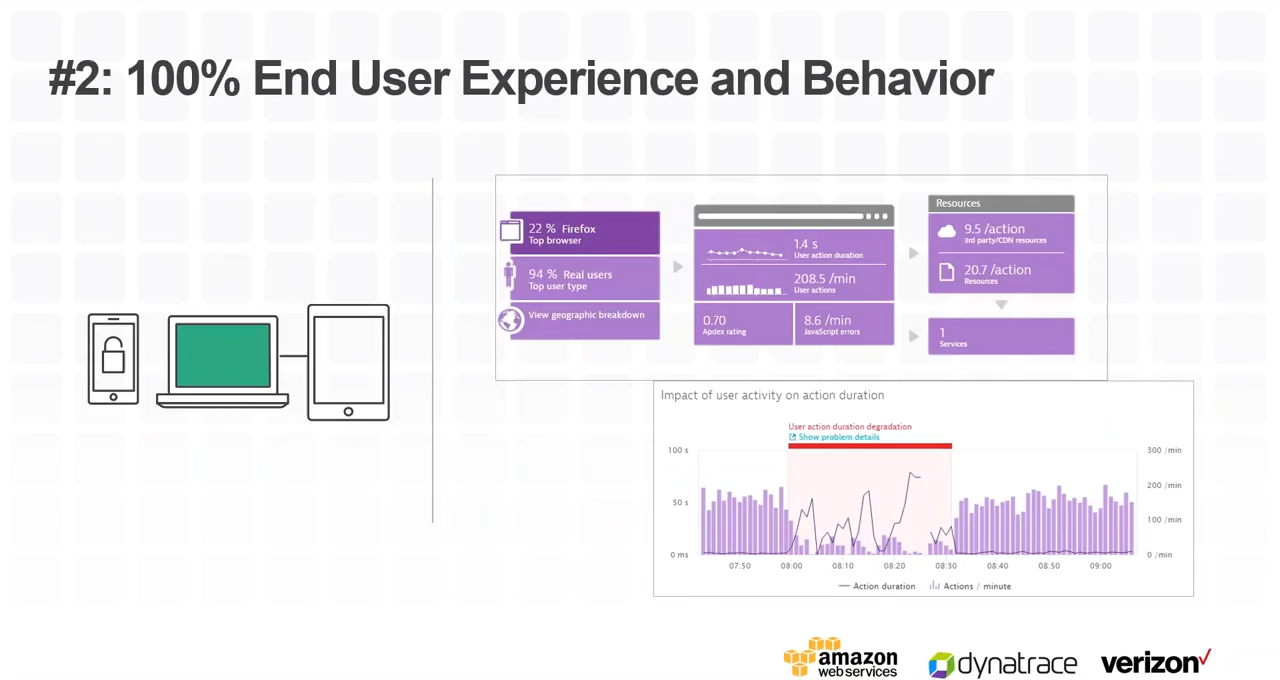 #2: 100% End User Experience and Behavior
22 % Firefox
Top browser
94 % Real users
Top user type
View geographic breakdown
1.4 s
User action duration
208.5 /min
User actions
0.70
Apdex rating
8.6 /min
JavaScript errors
Resources
9.5 /action
3rd party/CDN resources
20.7 /action
Resources
1
Services
Impact of user activity on action duration
User action duration degradation
Show problem details
100 s
50 s
0 ms
300 /min
200 /min
100 /min
0 /min
07:50 08:00 08:10 08:20 08:30 08:40 08:50 09:00
Action duration Actions / minute
amazon
web services
dynatrace
verizon